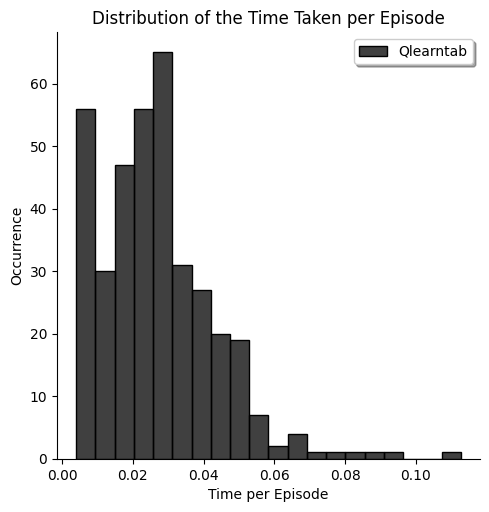 Distribution of the Time Taken per Episode
Qlearntab
Occurrence
60
50
40
30
20
10
0
0.00 0.02 0.04 0.06 0.08 0.10
Time per Episode